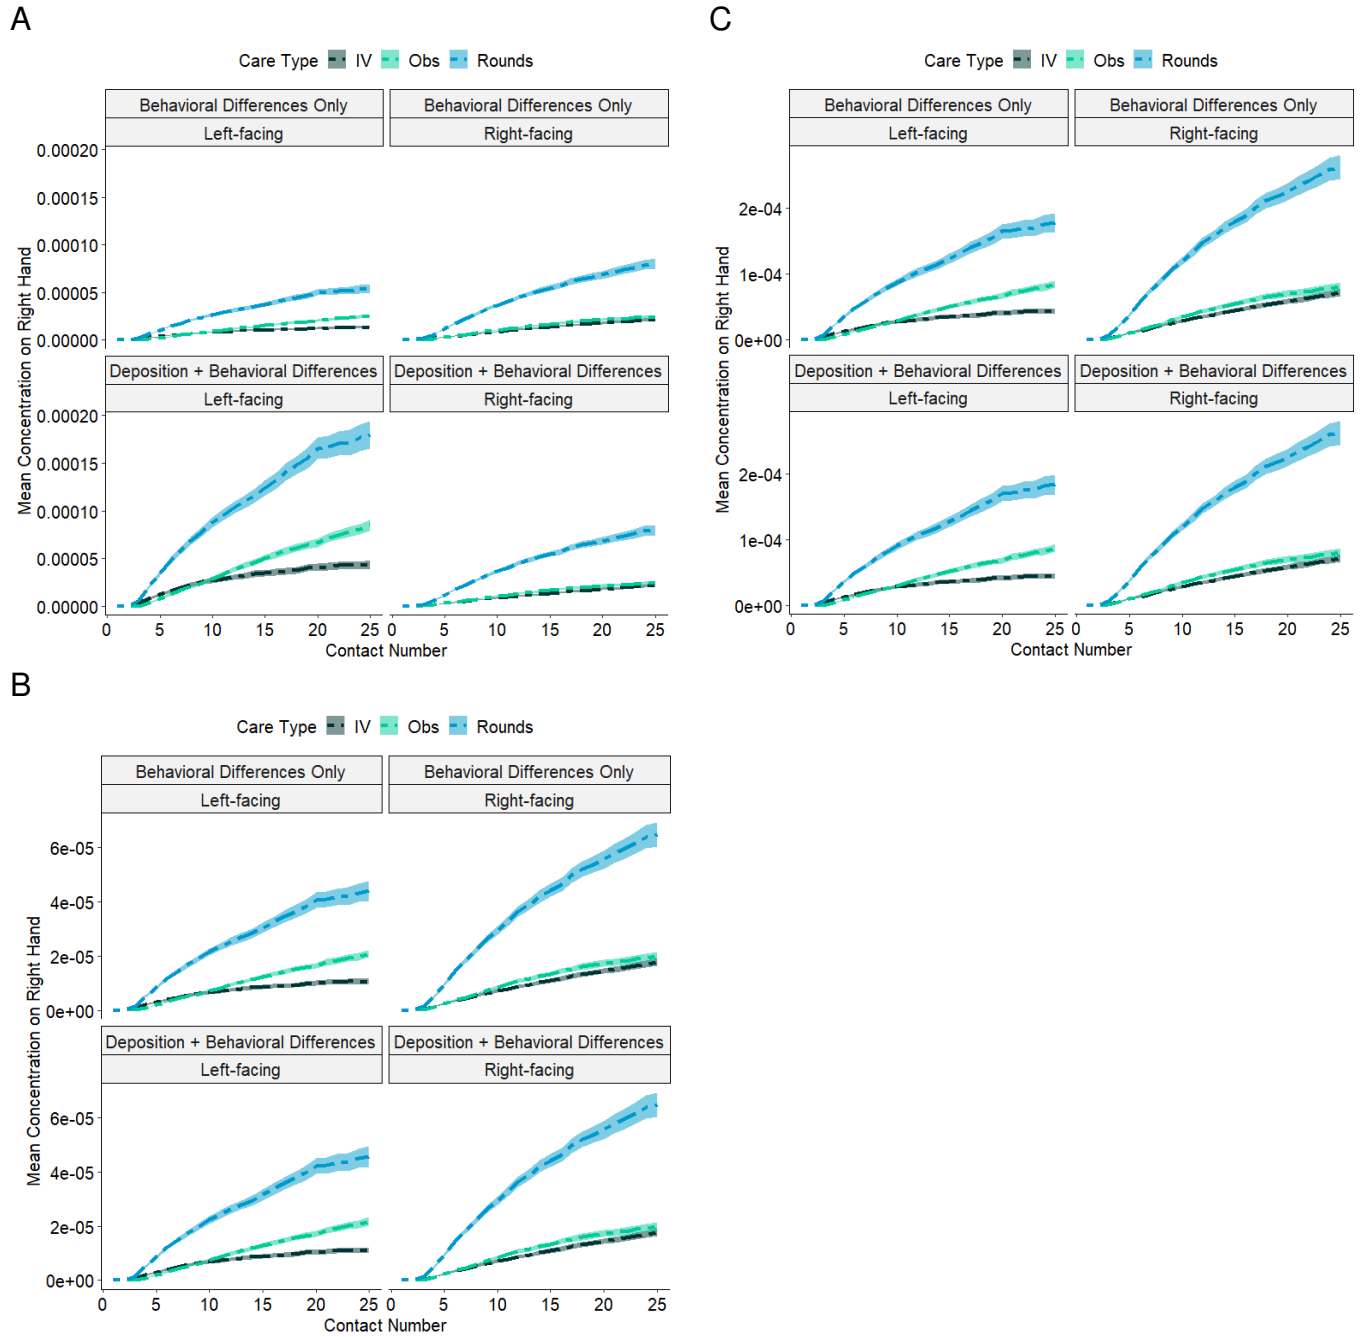 A
Care Type IV Obs Rounds
Behavioral Differences Only Behavioral Differences Only
Left-facing Right-facing
0.00020
0.00015
0.00010
0.00005
0.00000
Deposition + Behavioral Differences Deposition + Behavioral Differences
Left-facing Right-facing
0.00020
0.00015
0.00010
0.00005
0.00000
0 5 10 15 20 25 0 5 10 15 20 25
Contact Number
Mean Concentration on Right Hand
C
Care Type IV Obs Rounds
Behavioral Differences Only Behavioral Differences Only
Left-facing Right-facing
2e-04
1e-04
0e+00
Deposition + Behavioral Differences Deposition + Behavioral Differences
Left-facing Right-facing
2e-04
1e-04
0e+00
0 5 10 15 20 25 0 5 10 15 20 25
Contact Number
Mean Concentration on Right Hand
B
Care Type IV Obs Rounds
Behavioral Differences Only Behavioral Differences Only
Left-facing Right-facing
6e-05
4e-05
2e-05
0e+00
Deposition + Behavioral Differences Deposition + Behavioral Differences
Left-facing Right-facing
6e-05
4e-05
2e-05
0e+00
0 5 10 15 20 25 0 5 10 15 20 25
Contact Number
Mean Concentration on Right Hand